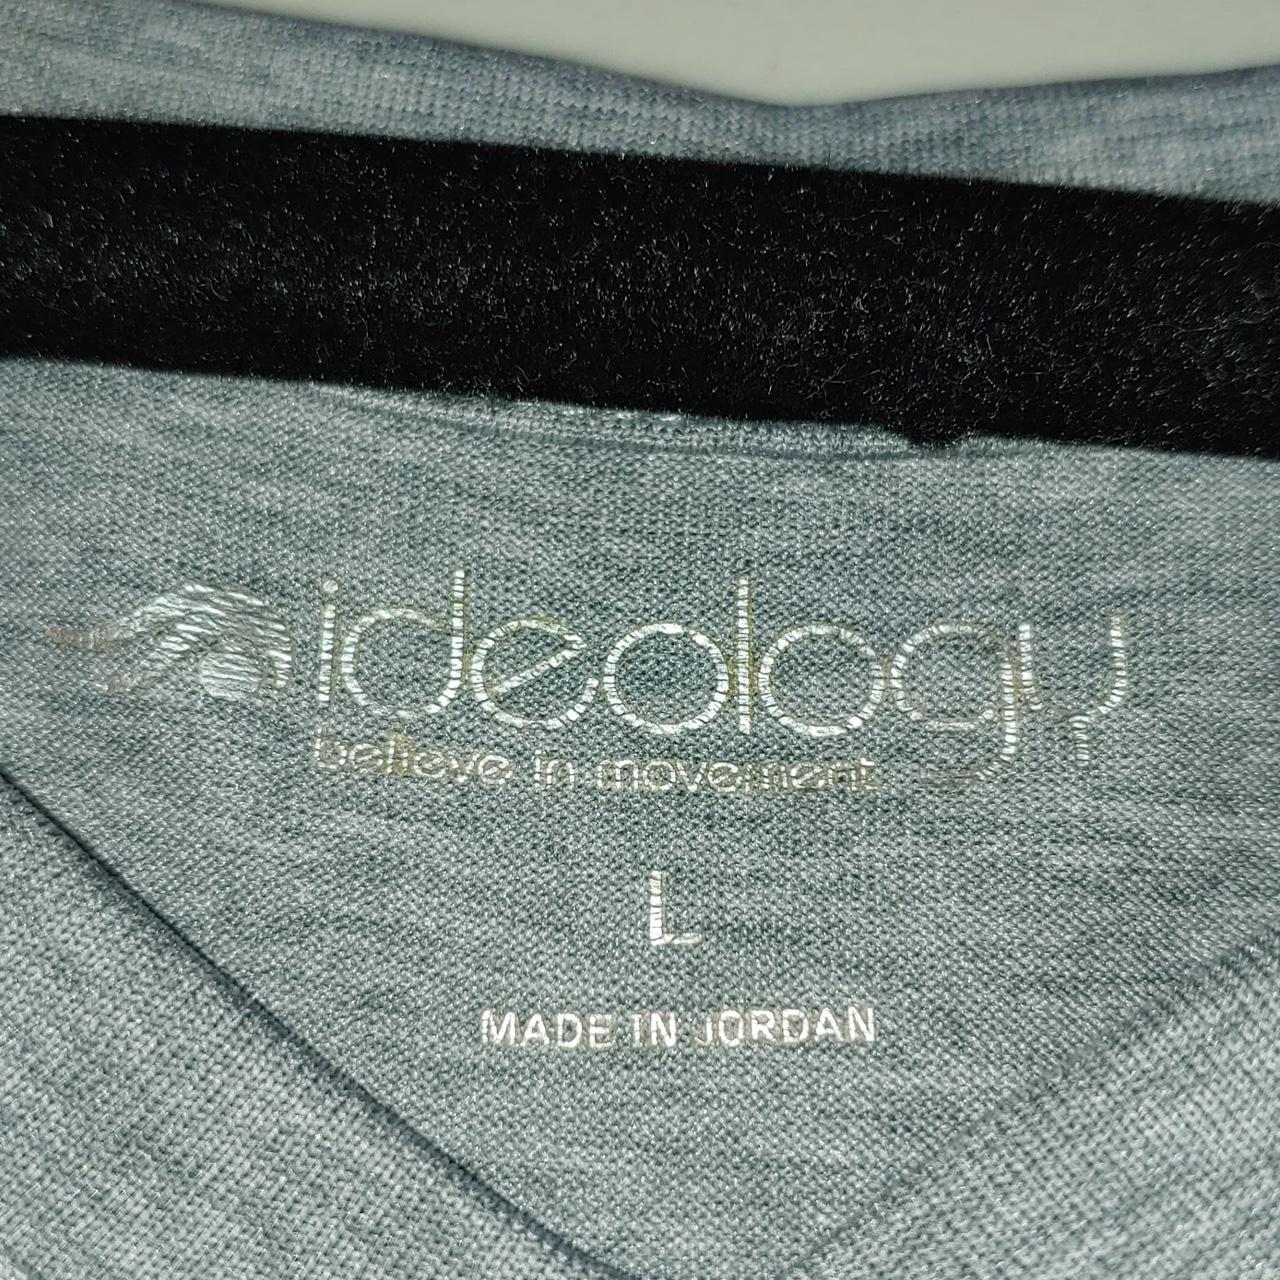 ideology
believe in movement
L
MADE IN JORDAN